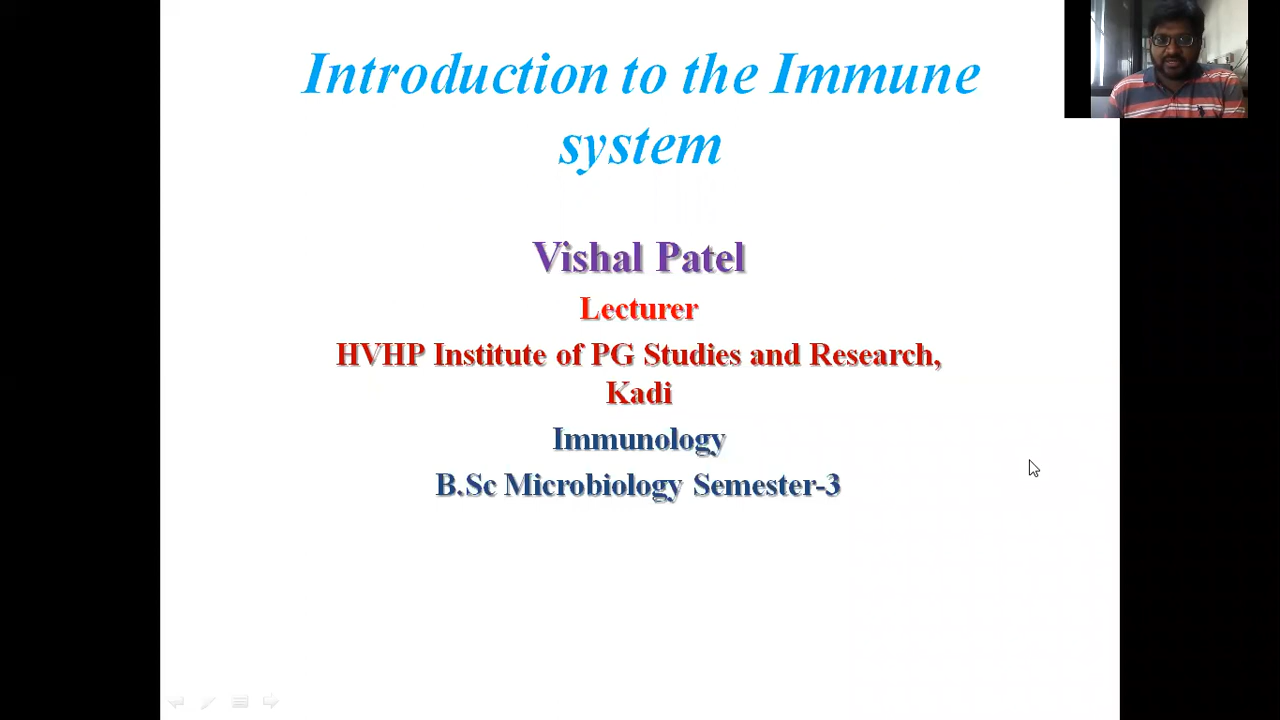 Introduction to the Immune
system
Vishal Patel
Lecturer
HVHP Institute of PG Studies and Research,
Kadi
Immunology
B.Sc Microbiology Semester-3